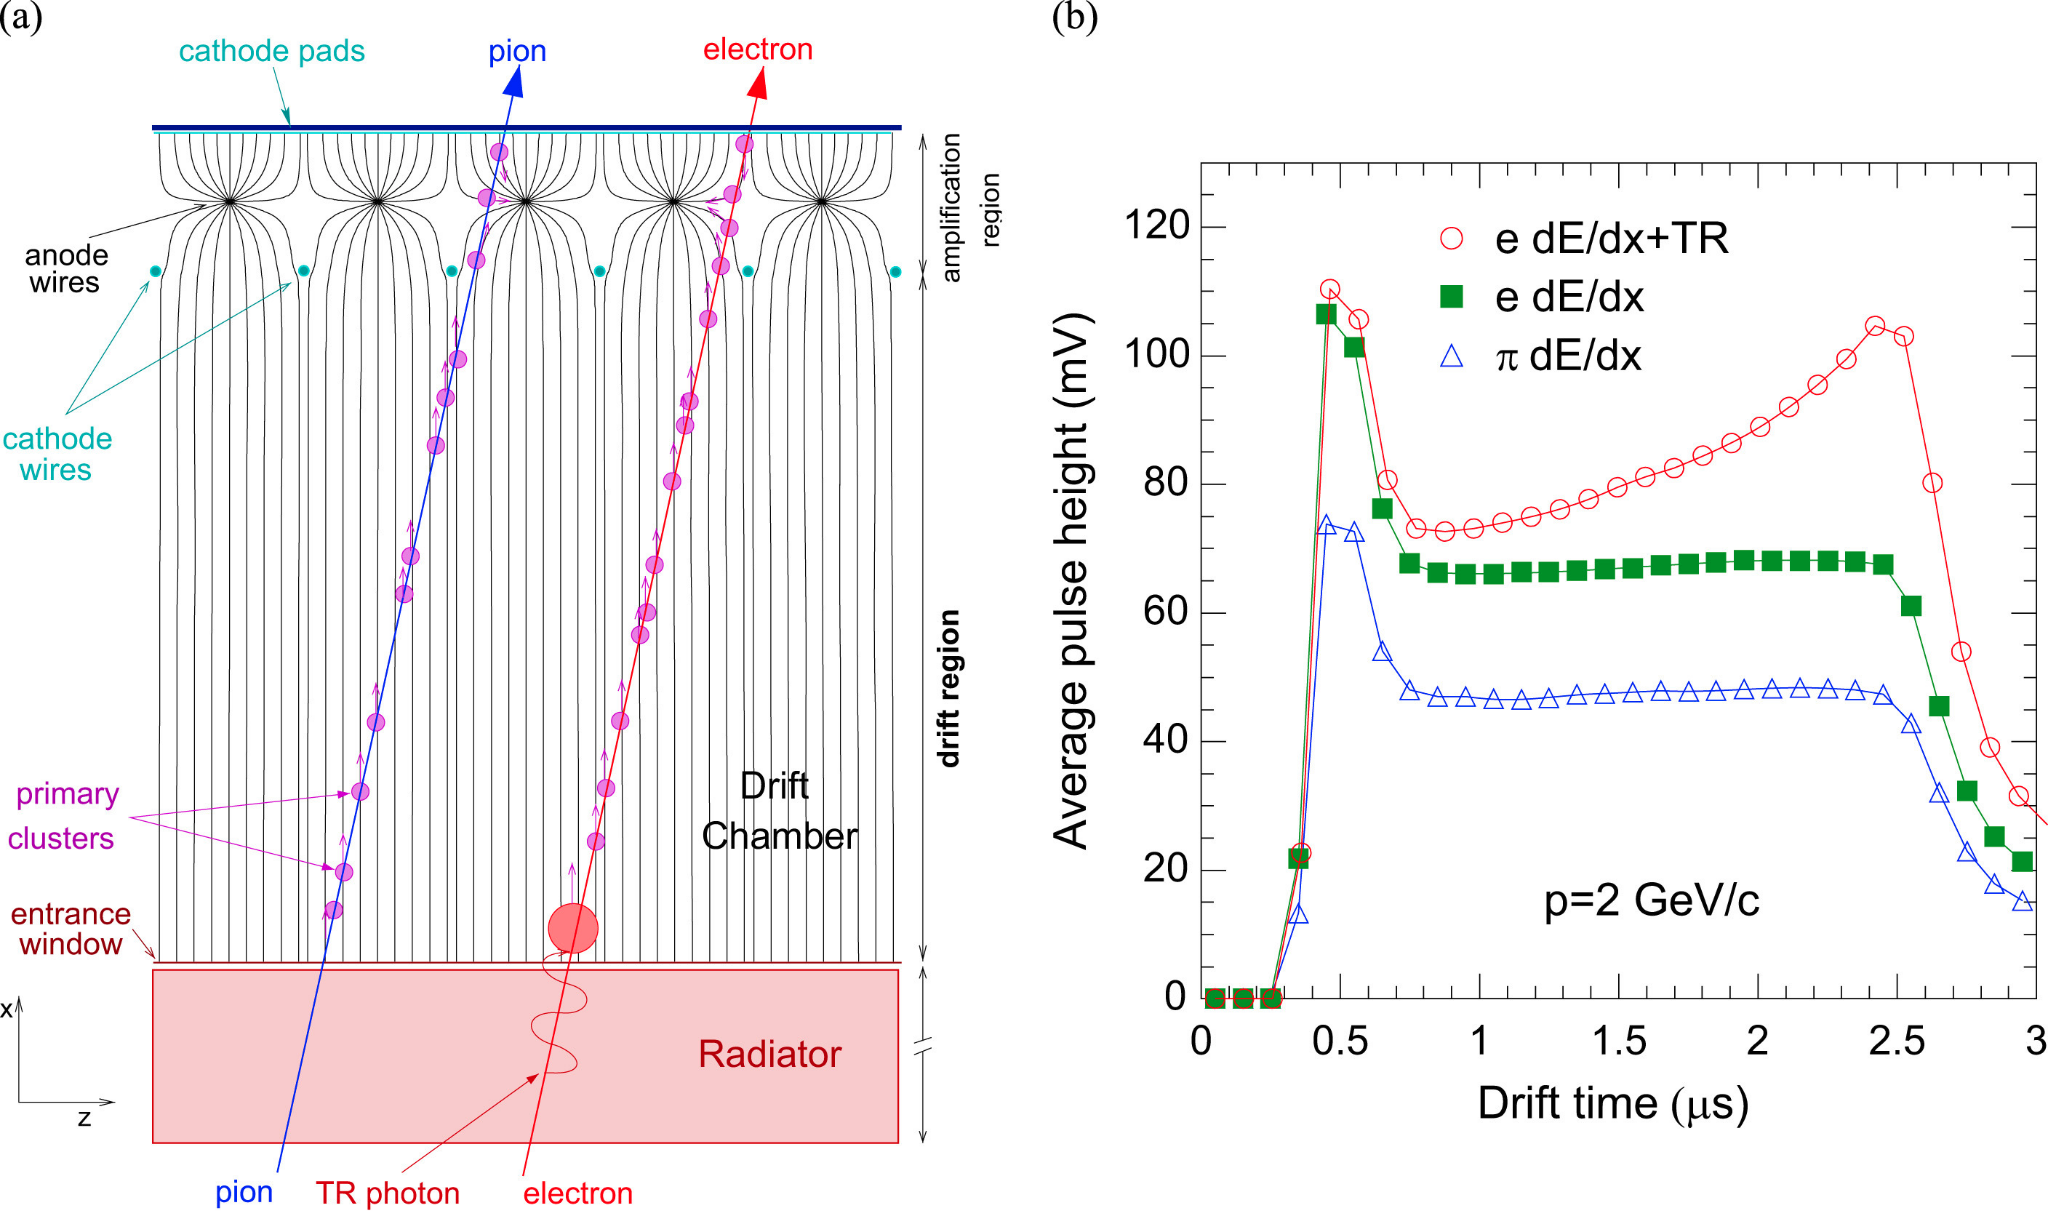 (a)
cathode pads
pion
electron
amplification
region
anode
wires
cathode
wires
drift region
primary
clusters
Drift
Chamber
entrance
window
x
z
Radiator
pion
TR photon
electron
(b)
Average pulse height (mV)
120
100
80
60
40
20
0
e dE/dx+TR
e dE/dx
π dE/dx
p=2 GeV/c
0 0.5 1 1.5 2 2.5 3
Drift time (μs)